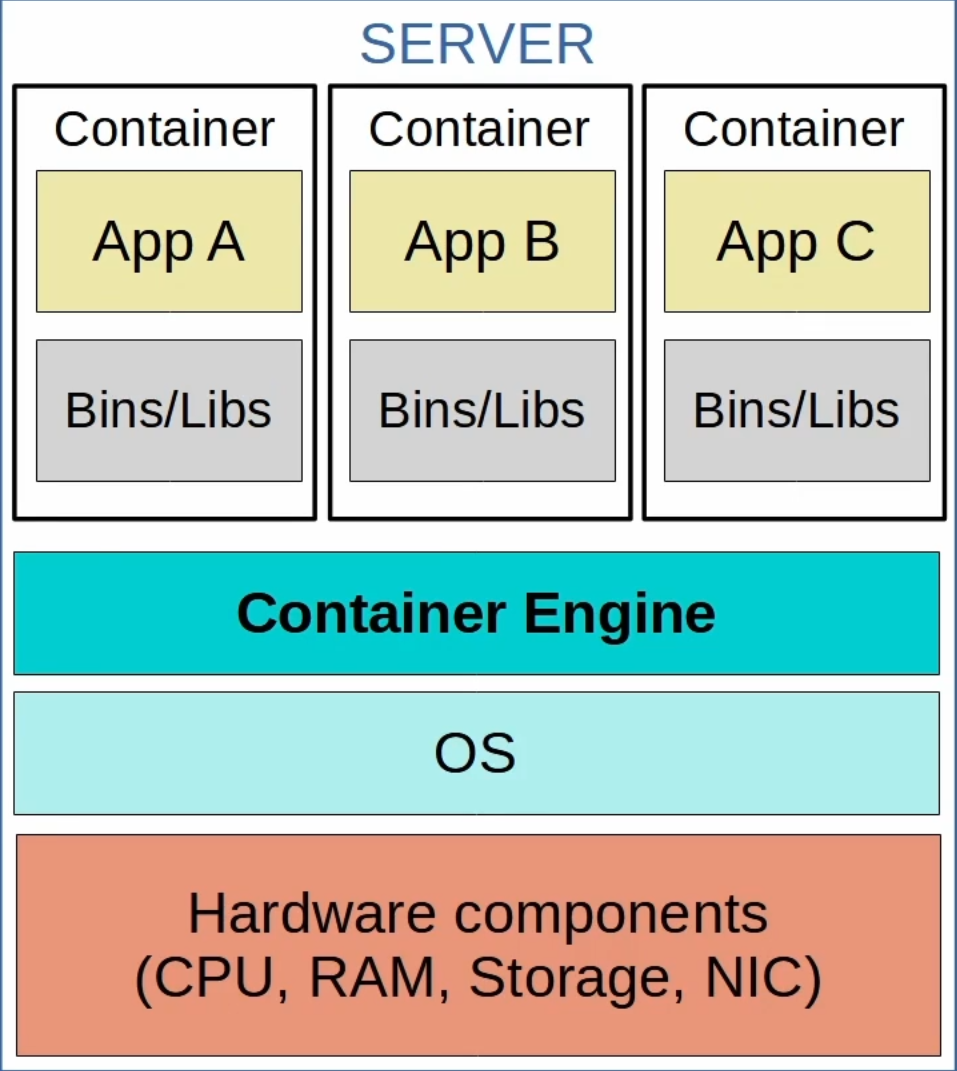 SERVER
Container
Container
Container
App A
App B
App C
Bins/Libs
Bins/Libs
Bins/Libs
Container Engine
OS
Hardware components
(CPU, RAM, Storage, NIC)